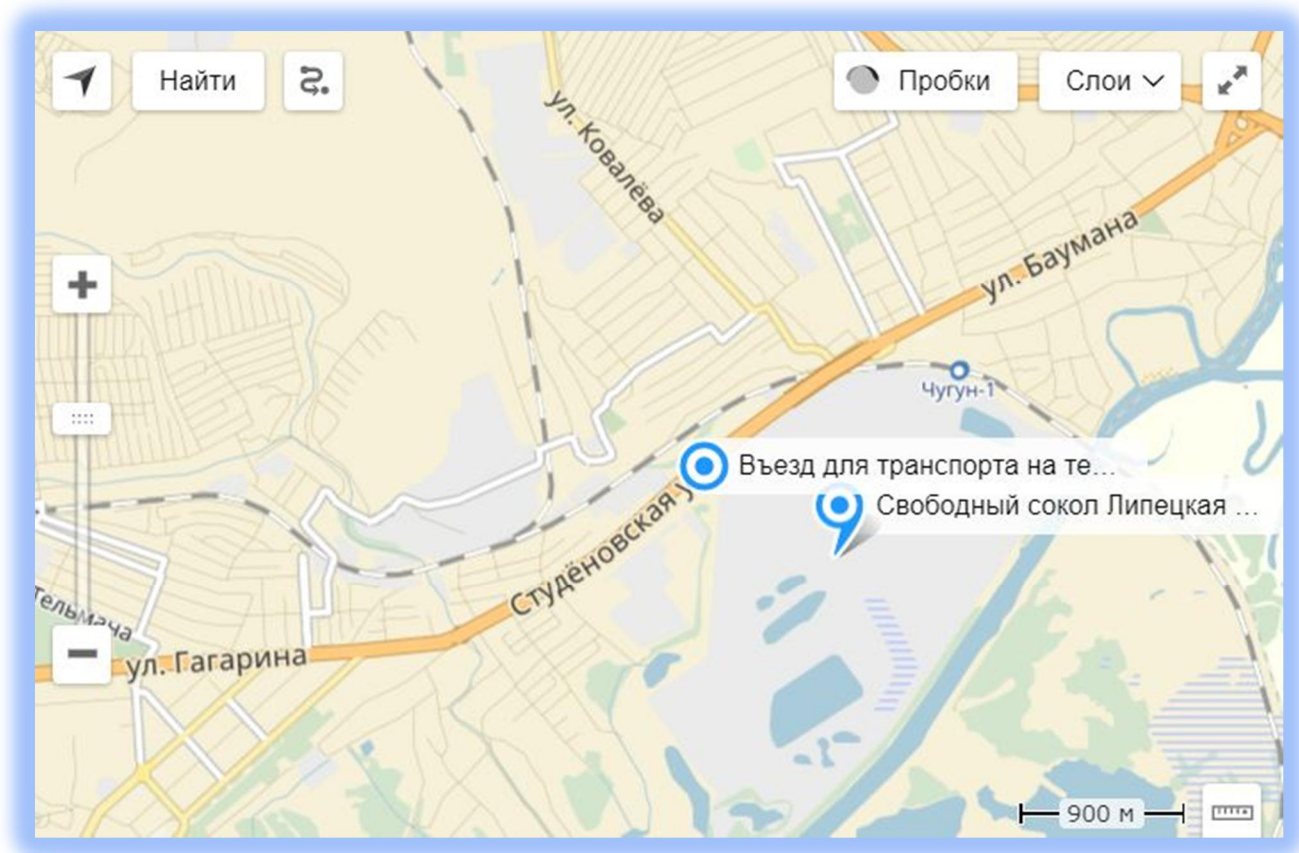 Найти
Пробки
Слои
ул. Ковалёва
ул. Баумана
Чугун-1
Въезд для транспорта на те...
Свободный сокол Липецкая ...
Студёновская у
Тельмана
ул. Гагарина
900 м